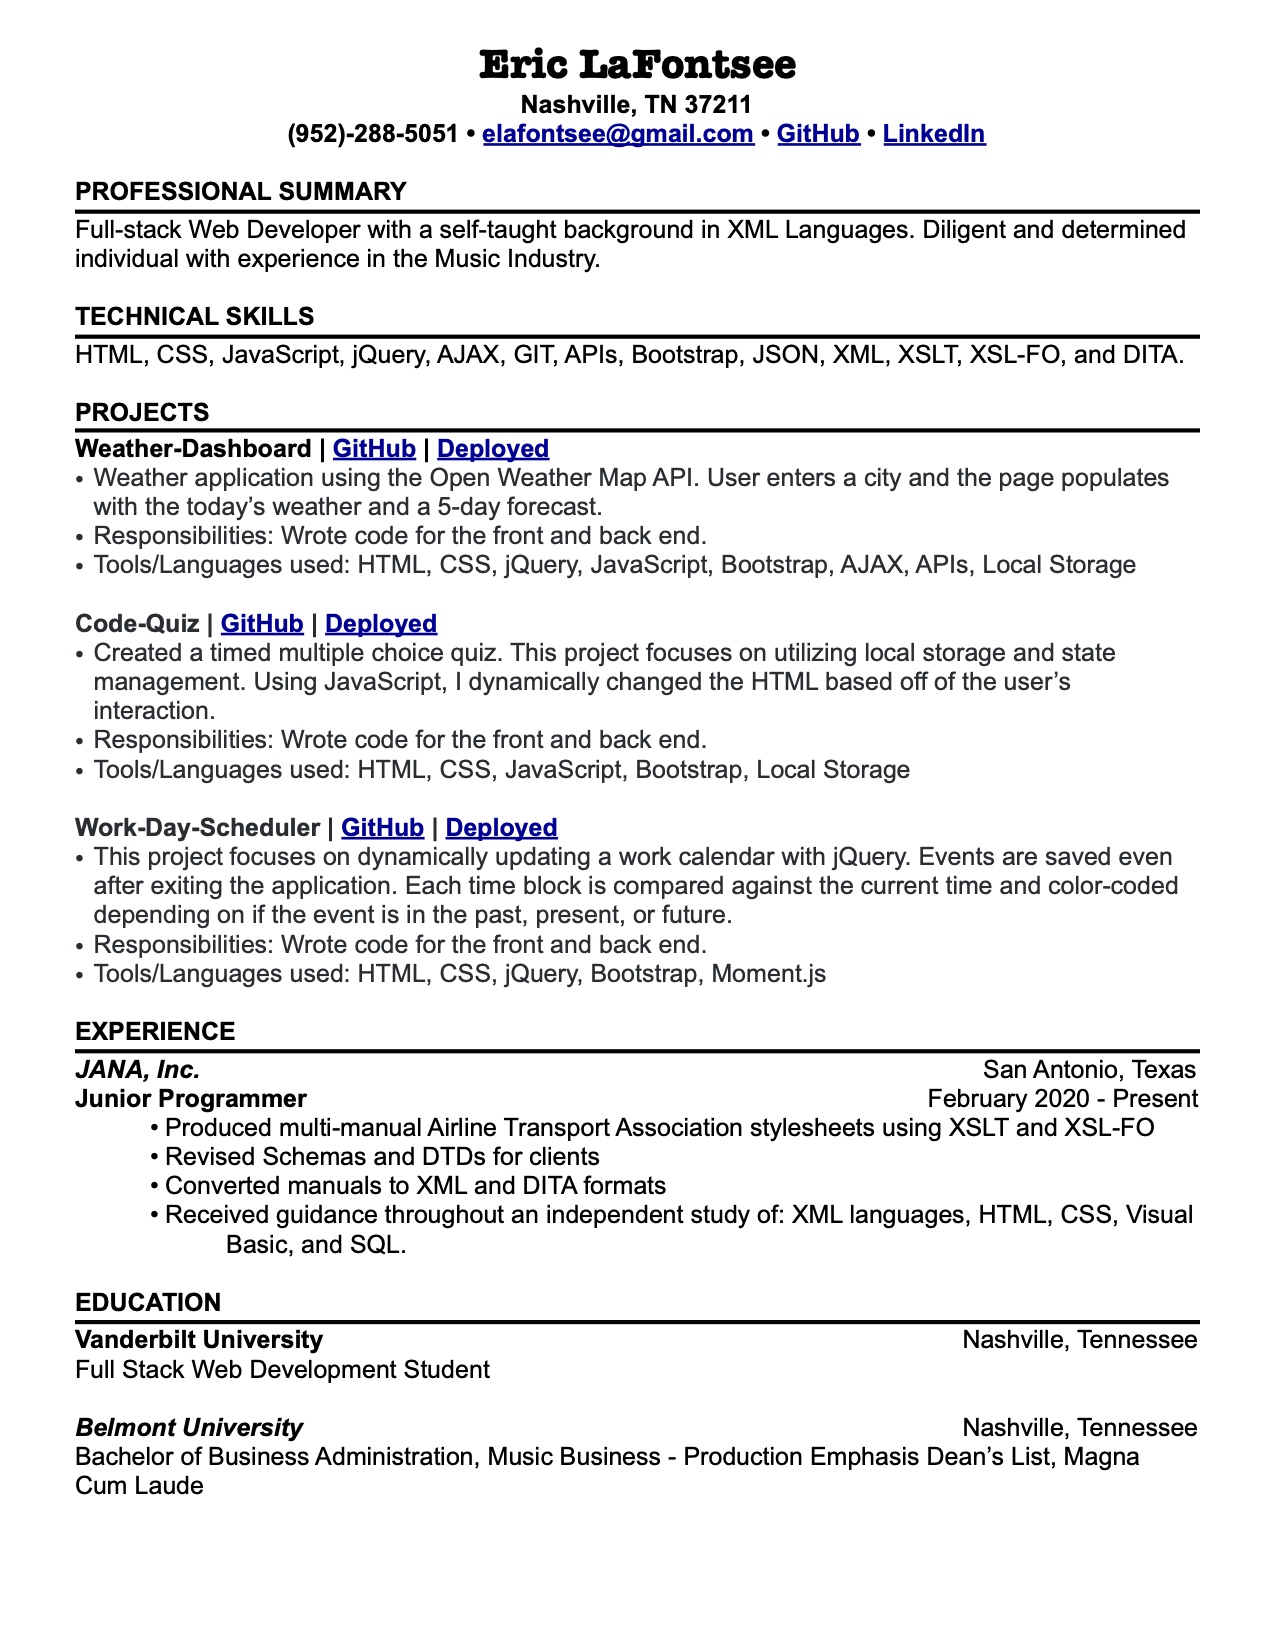 Eric LaFontsee
Nashville, TN 37211
(952)-288-5051 • elafontsee@gmail.com • GitHub • LinkedIn
PROFESSIONAL SUMMARY
Full-stack Web Developer with a self-taught background in XML Languages. Diligent and determined
individual with experience in the Music Industry.
TECHNICAL SKILLS
HTML, CSS, JavaScript, jQuery, AJAX, GIT, APIs, Bootstrap, JSON, XML, XSLT, XSL-FO, and DITA.
PROJECTS
Weather-Dashboard | GitHub | Deployed
• Weather application using the Open Weather Map API. User enters a city and the page populates
with the today’s weather and a 5-day forecast.
• Responsibilities: Wrote code for the front and back end.
• Tools/Languages used: HTML, CSS, jQuery, JavaScript, Bootstrap, AJAX, APIs, Local Storage
Code-Quiz | GitHub | Deployed
• Created a timed multiple choice quiz. This project focuses on utilizing local storage and state
management. Using JavaScript, I dynamically changed the HTML based off of the user’s
interaction.
• Responsibilities: Wrote code for the front and back end.
• Tools/Languages used: HTML, CSS, JavaScript, Bootstrap, Local Storage
Work-Day-Scheduler | GitHub | Deployed
• This project focuses on dynamically updating a work calendar with jQuery. Events are saved even
after exiting the application. Each time block is compared against the current time and color-coded
depending on if the event is in the past, present, or future.
• Responsibilities: Wrote code for the front and back end.
• Tools/Languages used: HTML, CSS, jQuery, Bootstrap, Moment.js
EXPERIENCE
JANA, Inc. San Antonio, Texas
Junior Programmer February 2020 - Present
• Produced multi-manual Airline Transport Association stylesheets using XSLT and XSL-FO
• Revised Schemas and DTDs for clients
• Converted manuals to XML and DITA formats
• Received guidance throughout an independent study of: XML languages, HTML, CSS, Visual
Basic, and SQL.
EDUCATION
Vanderbilt University Nashville, Tennessee
Full Stack Web Development Student
Belmont University Nashville, Tennessee
Bachelor of Business Administration, Music Business - Production Emphasis Dean’s List, Magna
Cum Laude